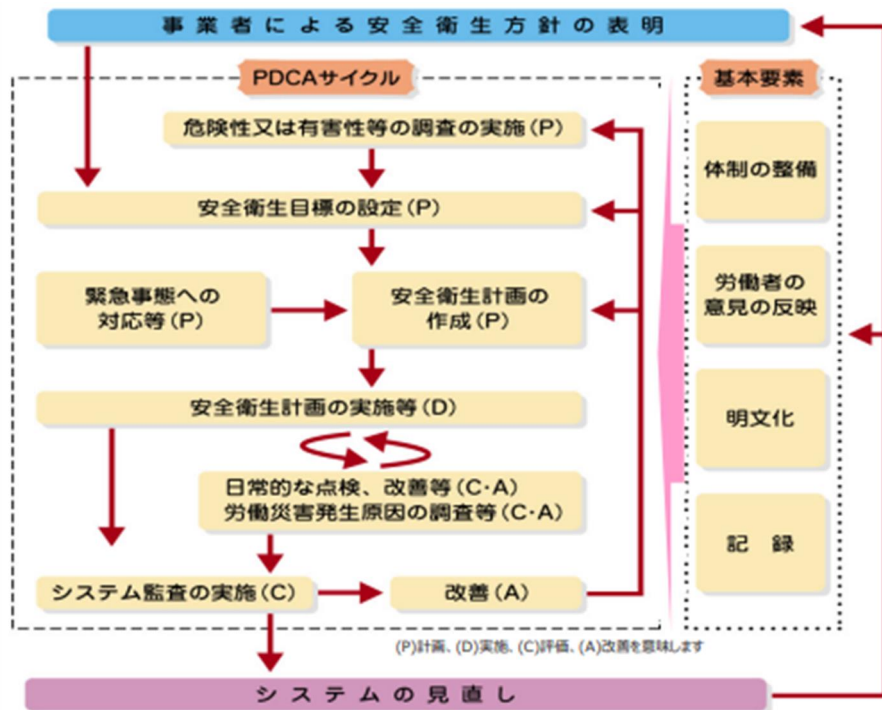 事業者による安全衛生方針の表明
PDCAサイクル
危険性又は有害性等の調査の実施(P)
安全衛生目標の設定(P)
緊急事態への
対応等(P)
安全衛生計画の
作成(P)
安全衛生計画の実施等(D)
日常的な点検、改善等(C・A)
労働災害発生原因の調査等(C・A)
システム監査の実施(C)
改善(A)
基本要素
体制の整備
労働者の
意見の反映
明文化
記 録
(P)計画、(D)実施、(C)評価、(A)改善を意味します
システムの見直し